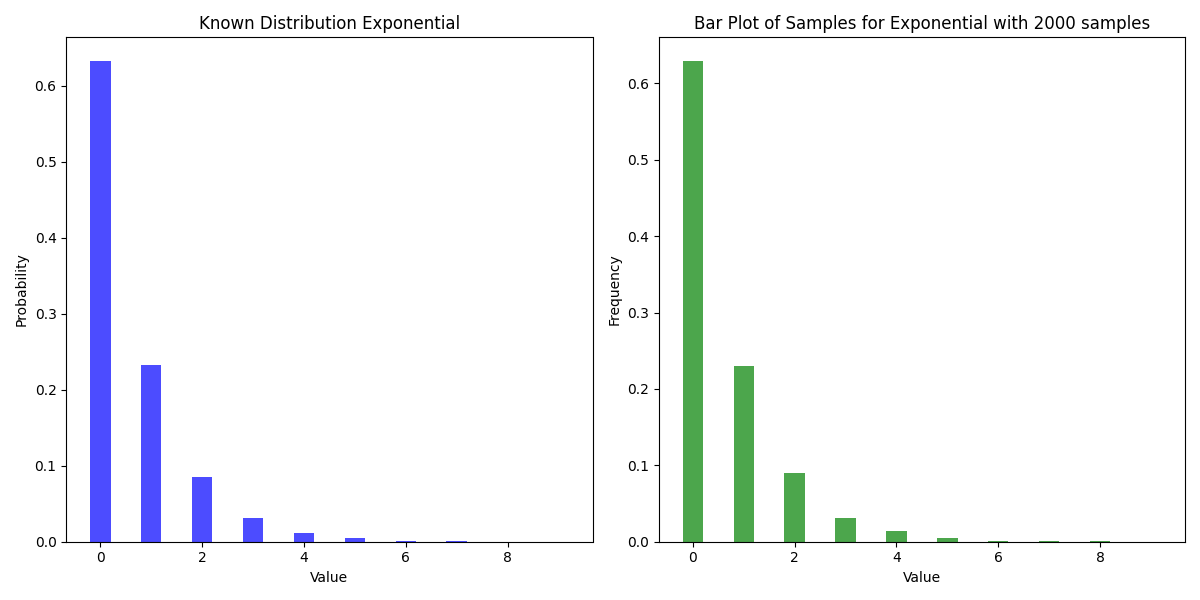 Known Distribution Exponential
0.6
0.5
0.4
0.3
0.2
0.1
0.0
Probability
0 2 4 6 8
Value
Bar Plot of Samples for Exponential with 2000 samples
0.6
0.5
0.4
0.3
0.2
0.1
0.0
Frequency
0 2 4 6 8
Value